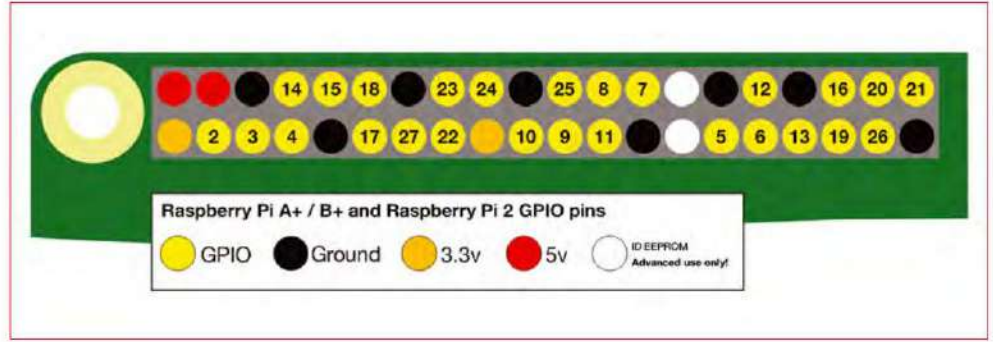 14 15 18 23 24 25 8 7 12 16 20 21
2 3 4 17 27 22 10 9 11 5 6 13 19 26
Raspberry Pi A+ / B+ and Raspberry Pi 2 GPIO pins
GPIO Ground 3.3v 5v ID EEPROM
Advanced use only!